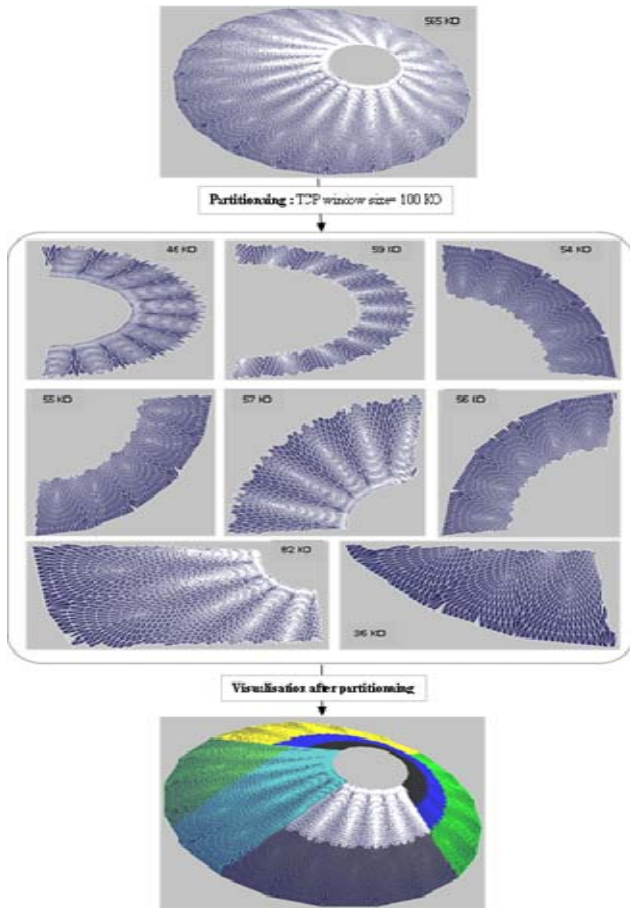 565 KO
Partitionning : TCP window size= 100 KO
46 KO
59 KO
54 KO
55 KO
57 KO
56 KO
82 KO
36 KO
Visualisation after partitionning